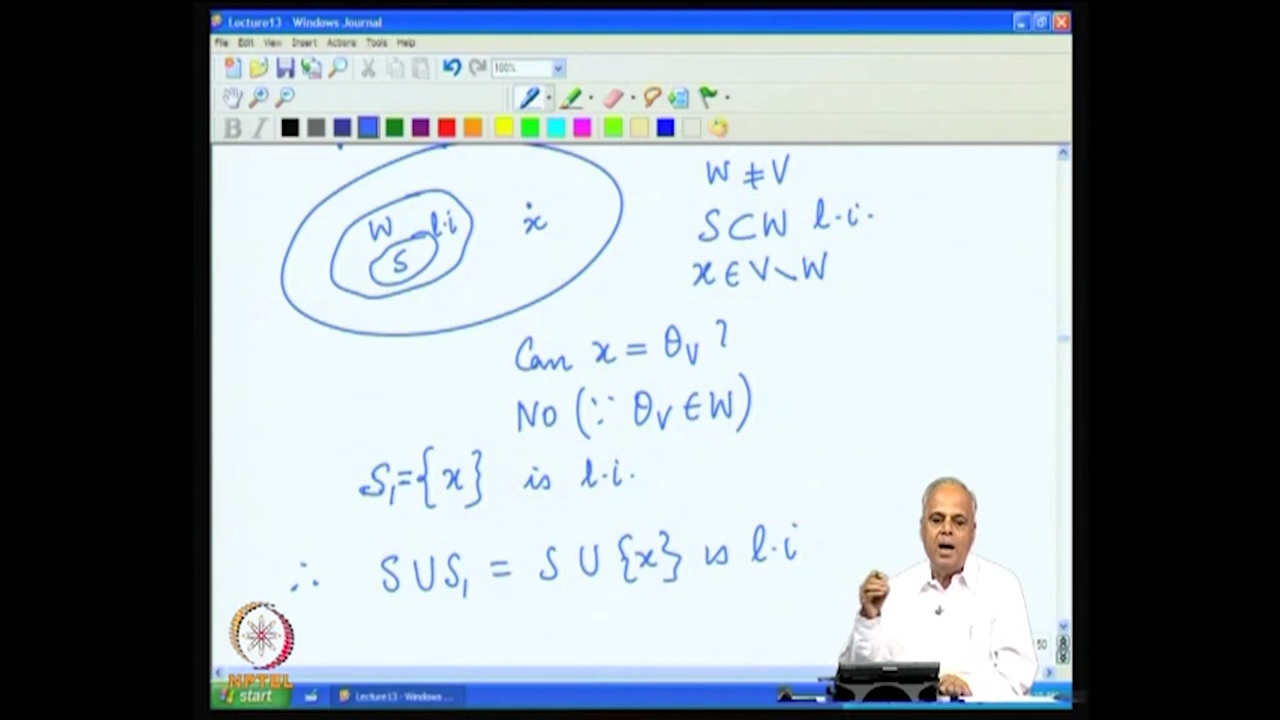 Lecture13 - Windows Journal
File Edit View Insert Actions Tools Help
100%
B I
W ≠ V
W l.i
S
x
S ⊂ W l.i.
x ∈ V \ W
Can x = θ_V ?
NO (∵ θ_V ∈ W)
S₁ = {x} is l.i.
∴ S ∪ S₁ = S ∪ {x} is l.i
NPTEL
start
Lecture13 - Windows ...